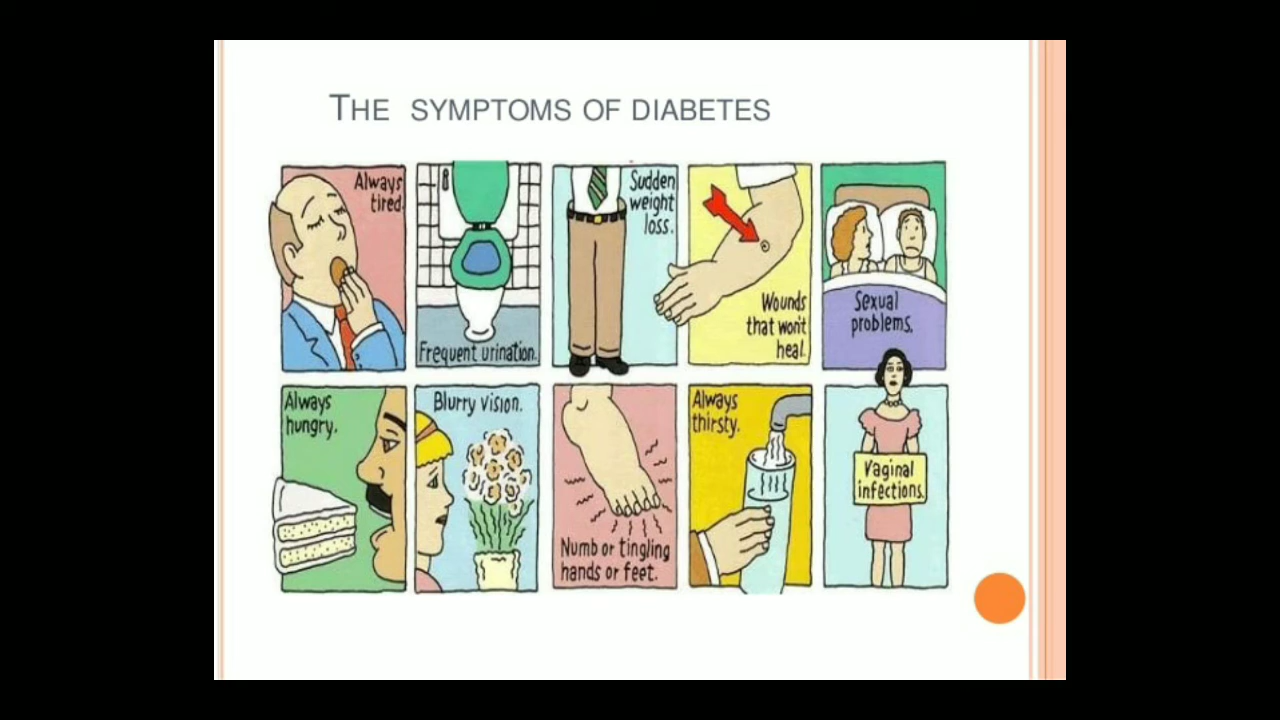 THE SYMPTOMS OF DIABETES
Always
tired.
Frequent urination.
Sudden
weight
loss.
Wounds
that won't
heal.
Sexual
problems.
Always
hungry.
Blurry vision.
Numb or tingling
hands or feet.
Always
thirsty.
Vaginal
infections.